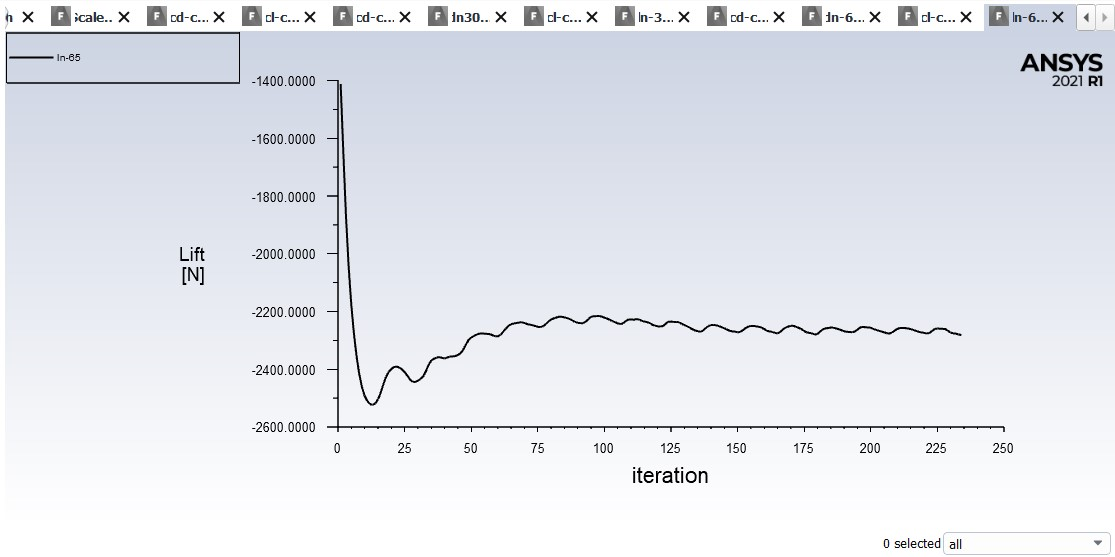 scale.. cd-c... cl-c... cd-c... ln30.. cl-c... ln-3... cd-c... ln-6... cl-c... ln-6...
ln-65
ANSYS
2021 R1
-1400.0000
-1600.0000
-1800.0000
-2000.0000
-2200.0000
-2400.0000
-2600.0000
Lift
[N]
0 25 50 75 100 125 150 175 200 225 250
iteration
0 selected all